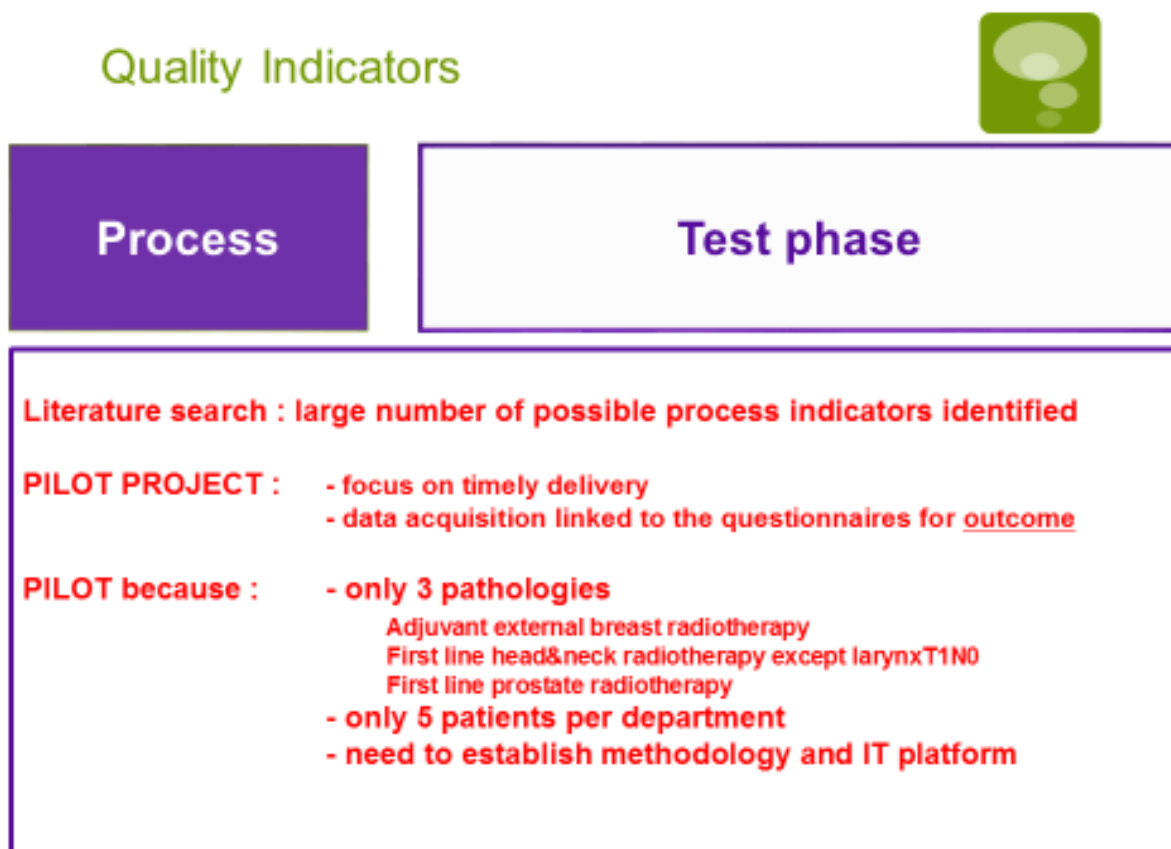 Quality Indicators
Process
Test phase
Literature search : large number of possible process indicators identified
PILOT PROJECT : - focus on timely delivery
- data acquisition linked to the questionnaires for outcome
PILOT because : - only 3 pathologies
Adjuvant external breast radiotherapy
First line head&neck radiotherapy except larynxT1N0
First line prostate radiotherapy
- only 5 patients per department
- need to establish methodology and IT platform